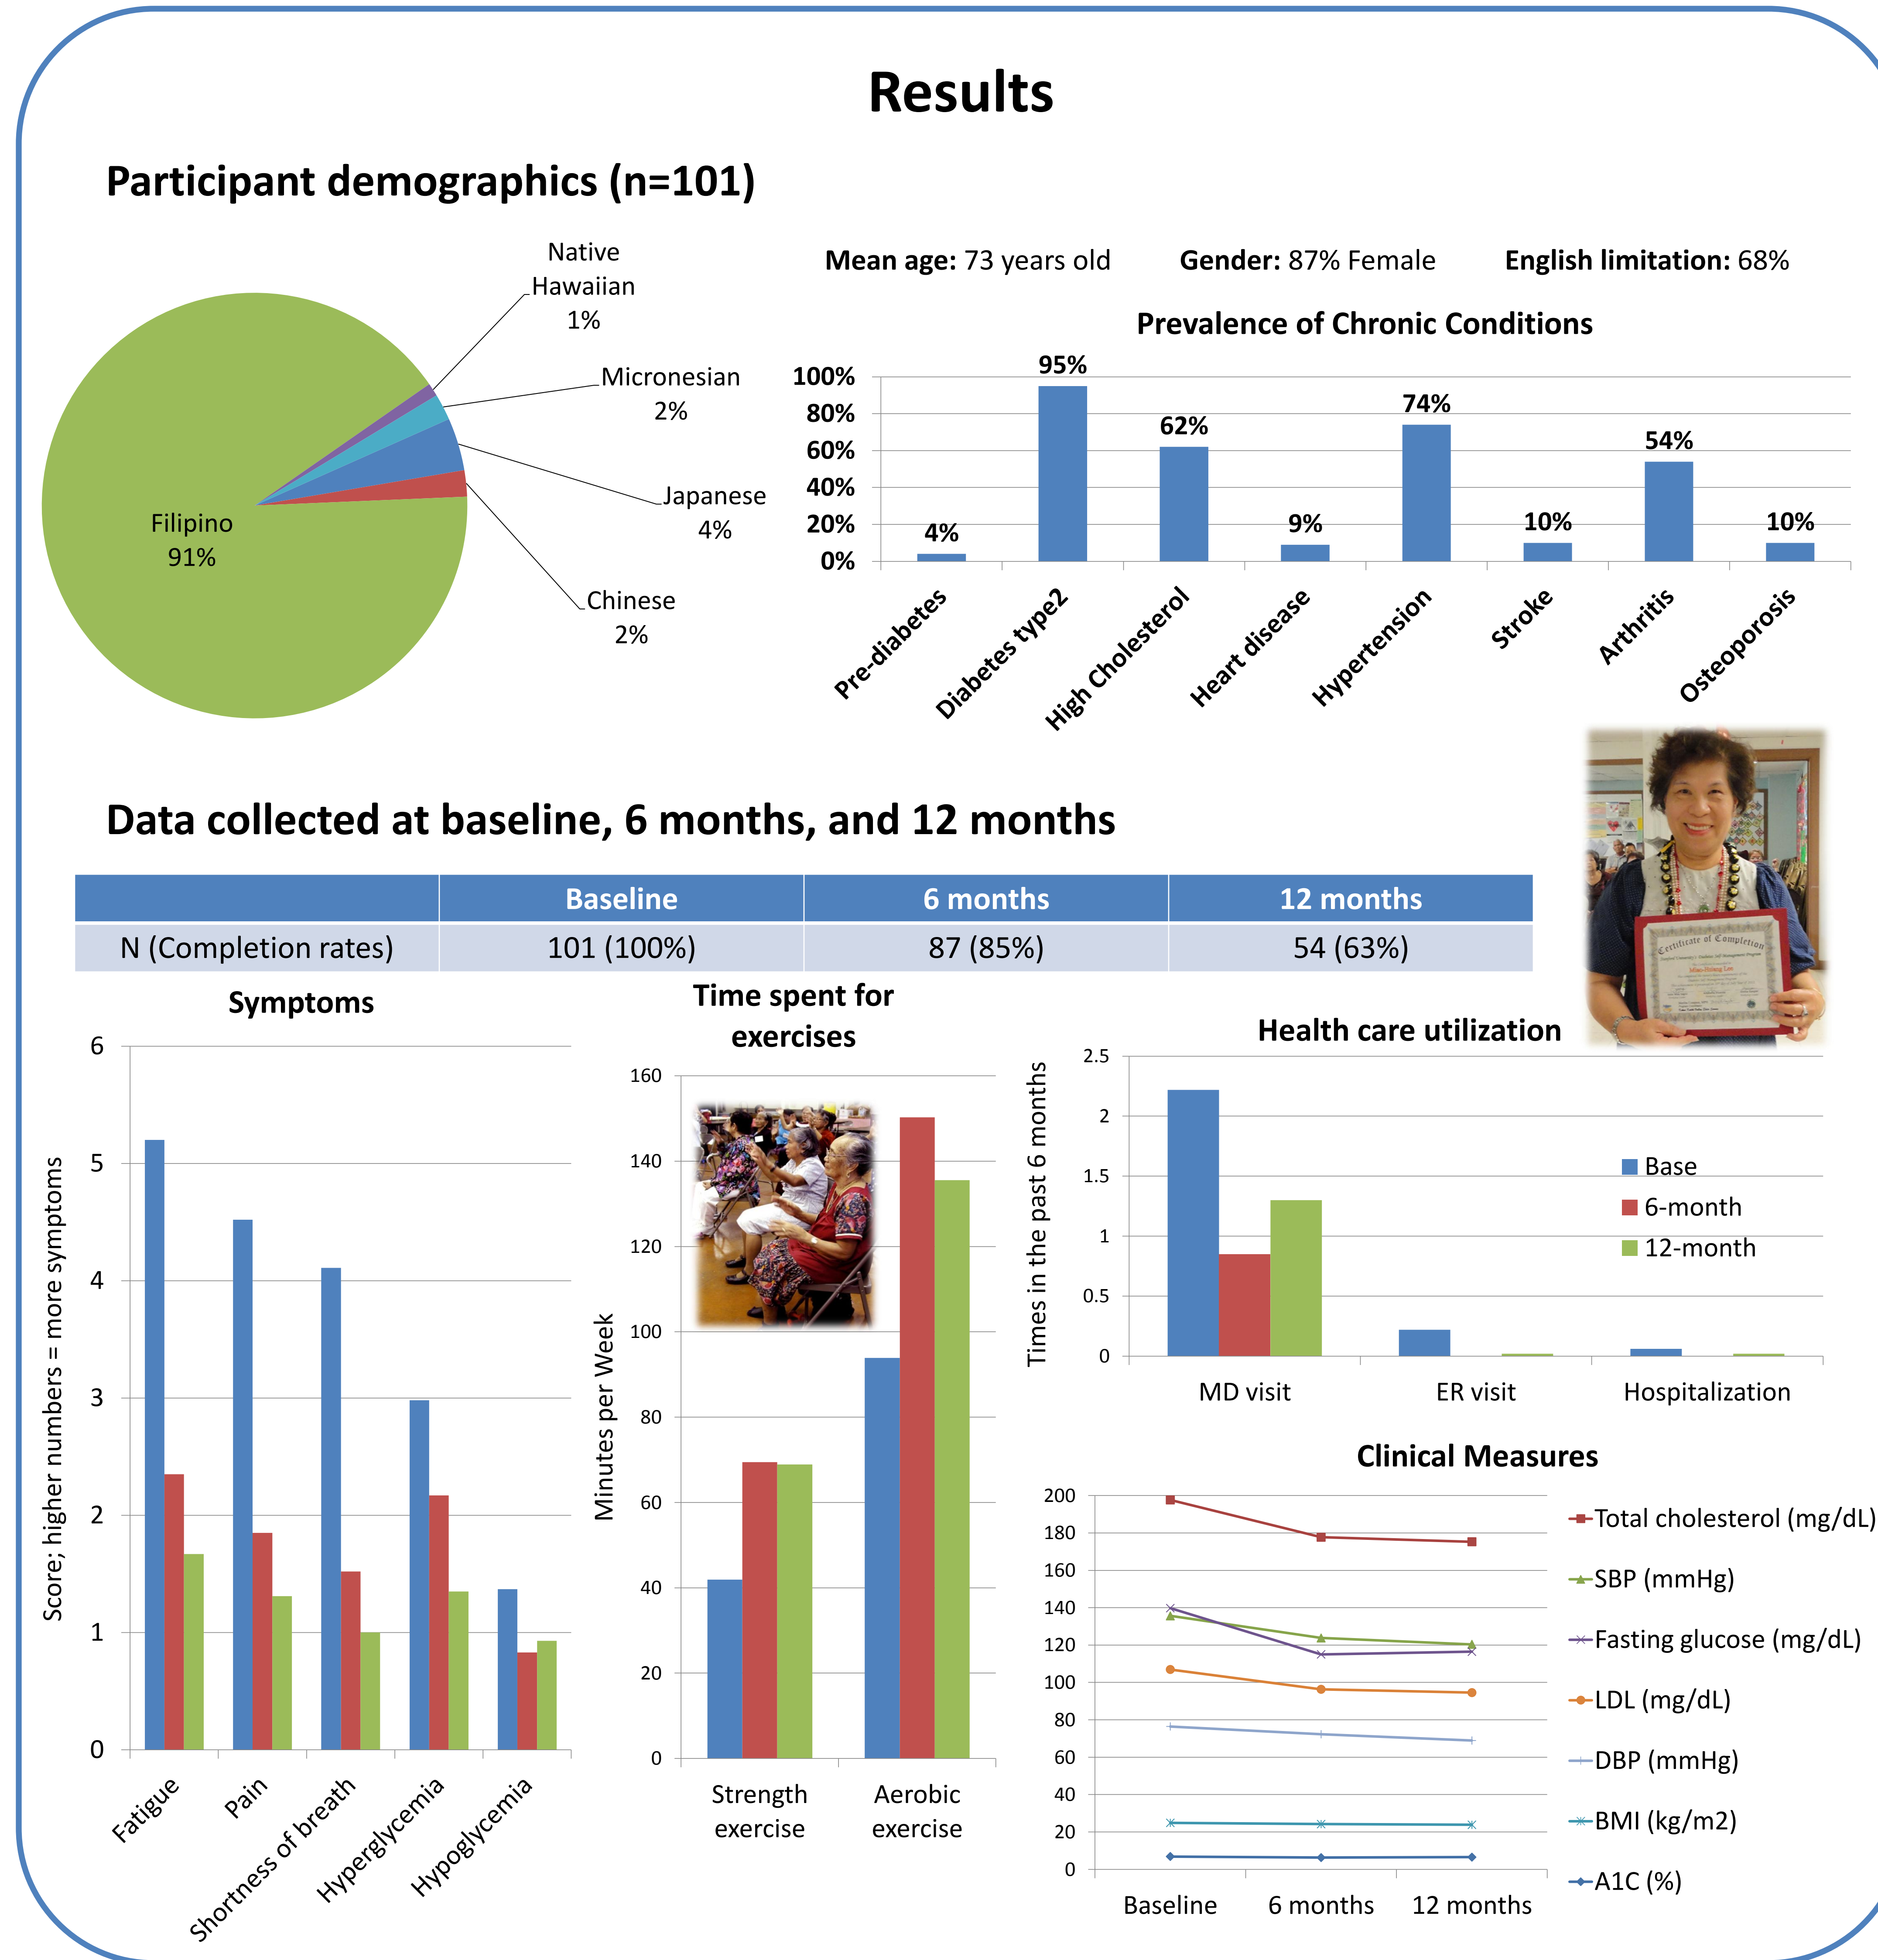 Results
Participant demographics (n=101)
Native
Hawaiian
1%
Micronesian
2%
Japanese
4%
Chinese
2%
Filipino
91%
Mean age: 73 years old
Gender: 87% Female
English limitation: 68%
Prevalence of Chronic Conditions
100%
80%
60%
40%
20%
0%
4%
95%
62%
9%
74%
10%
54%
10%
Pre-diabetes
Diabetes type2
High Cholesterol
Heart disease
Hypertension
Stroke
Arthritis
Osteoporosis
Data collected at baseline, 6 months, and 12 months
Baseline 6 months 12 months
N (Completion rates) 101 (100%) 87 (85%) 54 (63%)
Certificate of Completion
Symptoms
Score; higher numbers = more symptoms
6
5
4
3
2
1
0
Fatigue
Pain
Shortness of breath
Hyperglycemia
Hypoglycemia
Time spent for
exercises
Minutes per Week
160
140
120
100
80
60
40
20
0
Strength
exercise
Aerobic
exercise
Health care utilization
Times in the past 6 months
2.5
2
1.5
1
0.5
0
Base
6-month
12-month
MD visit
ER visit
Hospitalization
Clinical Measures
200
180
160
140
120
100
80
60
40
20
0
Baseline
6 months
12 months
Total cholesterol (mg/dL)
SBP (mmHg)
Fasting glucose (mg/dL)
LDL (mg/dL)
DBP (mmHg)
BMI (kg/m2)
A1C (%)